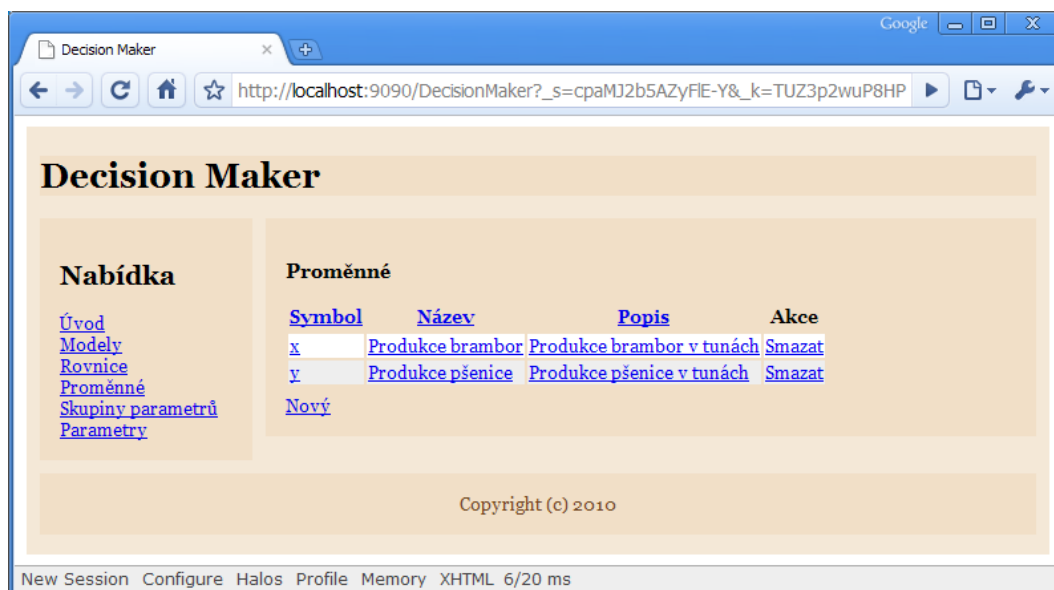 Google
Decision Maker
http://localhost:9090/DecisionMaker?_s=cpaMJ2b5AZyFlE-Y&_k=TUZ3p2wuP8HP
Decision Maker
Nabídka
Úvod
Modely
Rovnice
Proměnné
Skupiny parametrů
Parametry
Proměnné
Symbol Název Popis Akce
x Produkce brambor Produkce brambor v tunách Smazat
y Produkce pšenice Produkce pšenice v tunách Smazat
Nový
Copyright (c) 2010
New Session Configure Halos Profile Memory XHTML 6/20 ms